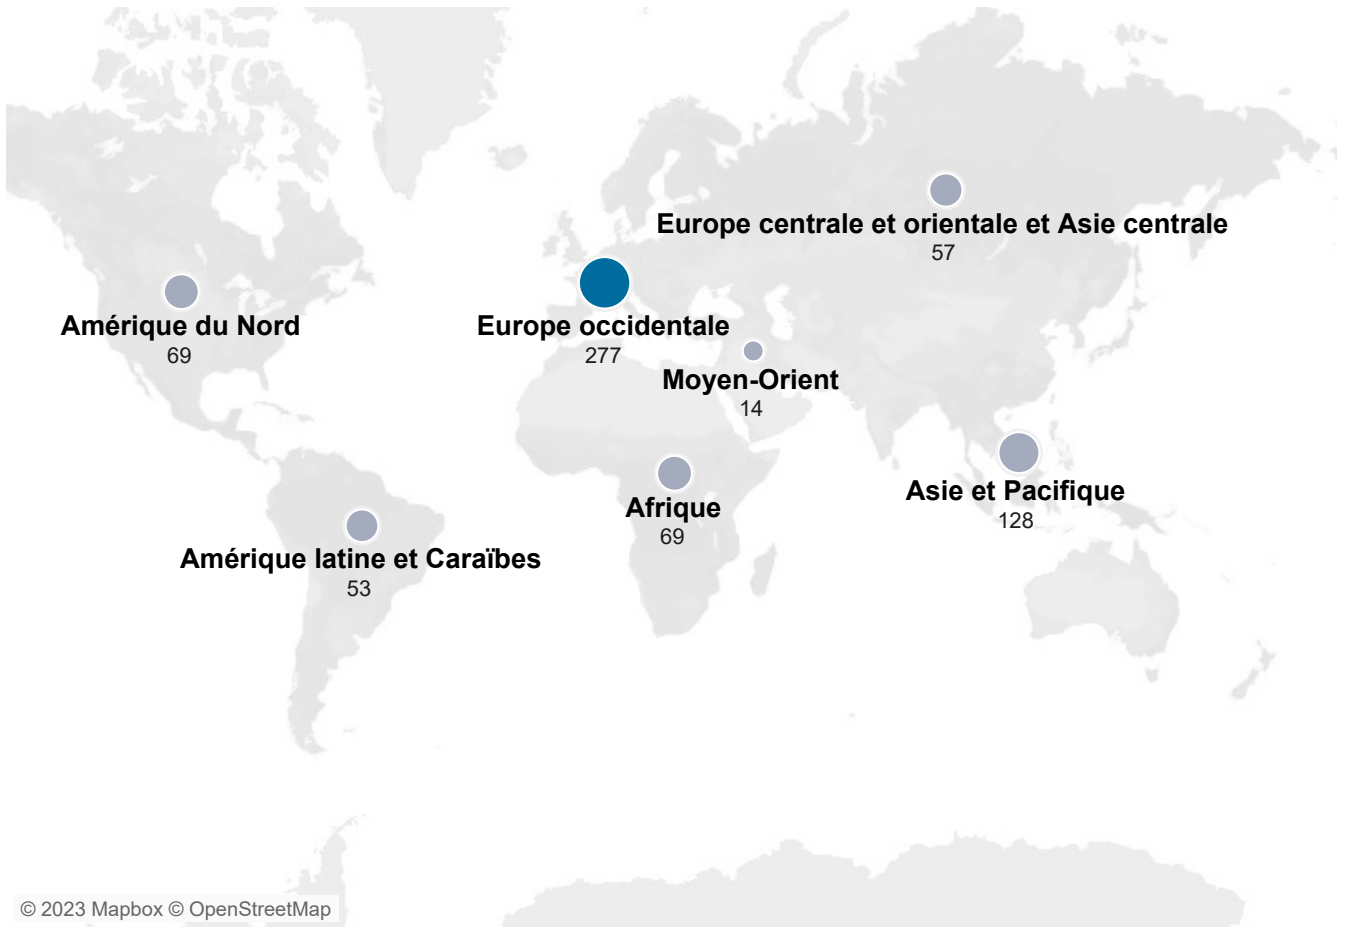 Europe centrale et orientale et Asie centrale
57
Amérique du Nord
69
Europe occidentale
277
Moyen-Orient
14
Asie et Pacifique
128
Afrique
69
Amérique latine et Caraïbes
53
© 2023 Mapbox © OpenStreetMap